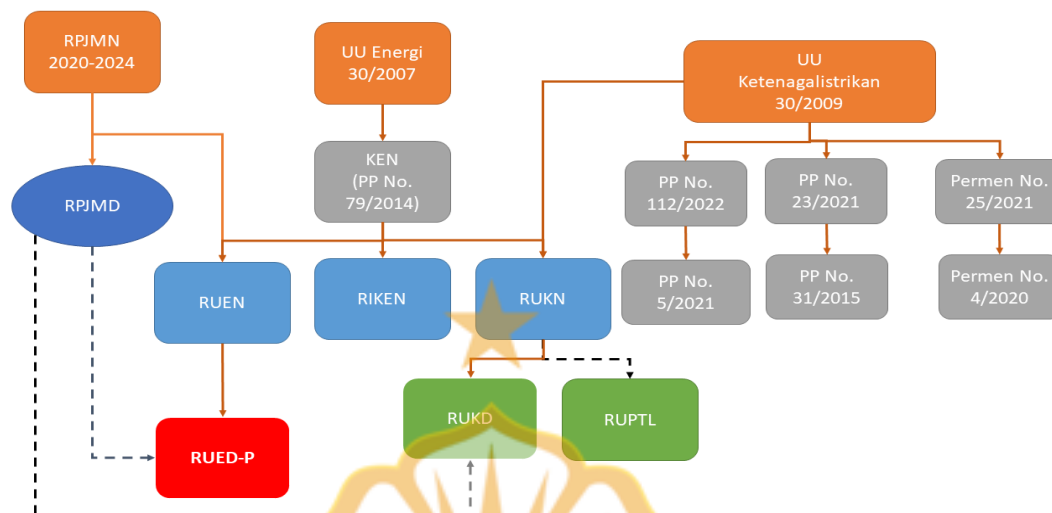 RPJMN
2020-2024
UU Energi
30/2007
UU
Ketenagalistrikan
30/2009
KEN
(PP No.
79/2014)
PP No.
112/2022
PP No.
23/2021
Permen No.
25/2021
RPJMD
RUEN
RIKEN
RUKN
PP No.
5/2021
PP No.
31/2015
Permen No.
4/2020
RUKD
RUPTL
RUED-P